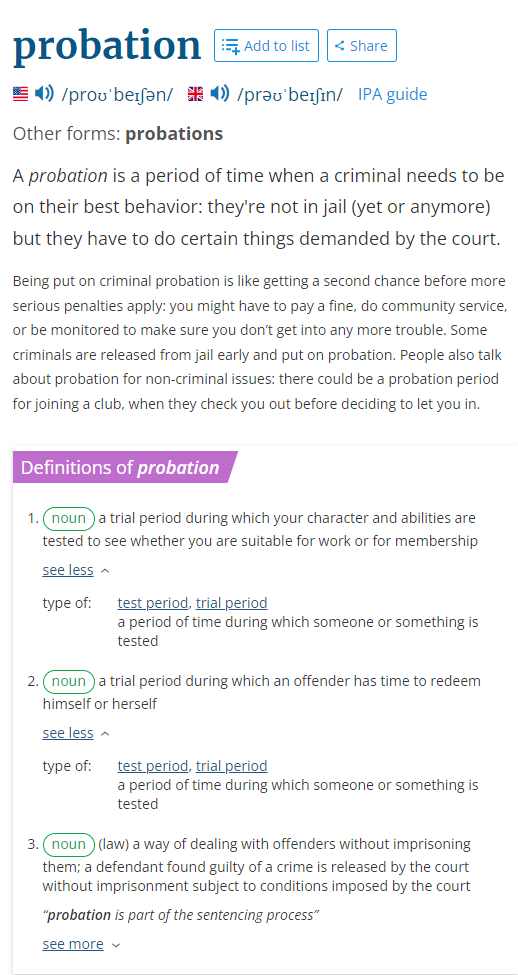 probation Add to list Share
/proʊˈbeɪʃən/ /prəʊˈbeɪʃɪn/ IPA guide
Other forms: probations
A probation is a period of time when a criminal needs to be
on their best behavior: they're not in jail (yet or anymore)
but they have to do certain things demanded by the court.
Being put on criminal probation is like getting a second chance before more
serious penalties apply: you might have to pay a fine, do community service,
or be monitored to make sure you don’t get into any more trouble. Some
criminals are released from jail early and put on probation. People also talk
about probation for non-criminal issues: there could be a probation period
for joining a club, when they check you out before deciding to let you in.
Definitions of probation
1. noun a trial period during which your character and abilities are
tested to see whether you are suitable for work or for membership
see less
type of: test period, trial period
a period of time during which someone or something is
tested
2. noun a trial period during which an offender has time to redeem
himself or herself
see less
type of: test period, trial period
a period of time during which someone or something is
tested
3. noun (law) a way of dealing with offenders without imprisoning
them; a defendant found guilty of a crime is released by the court
without imprisonment subject to conditions imposed by the court
“probation is part of the sentencing process”
see more